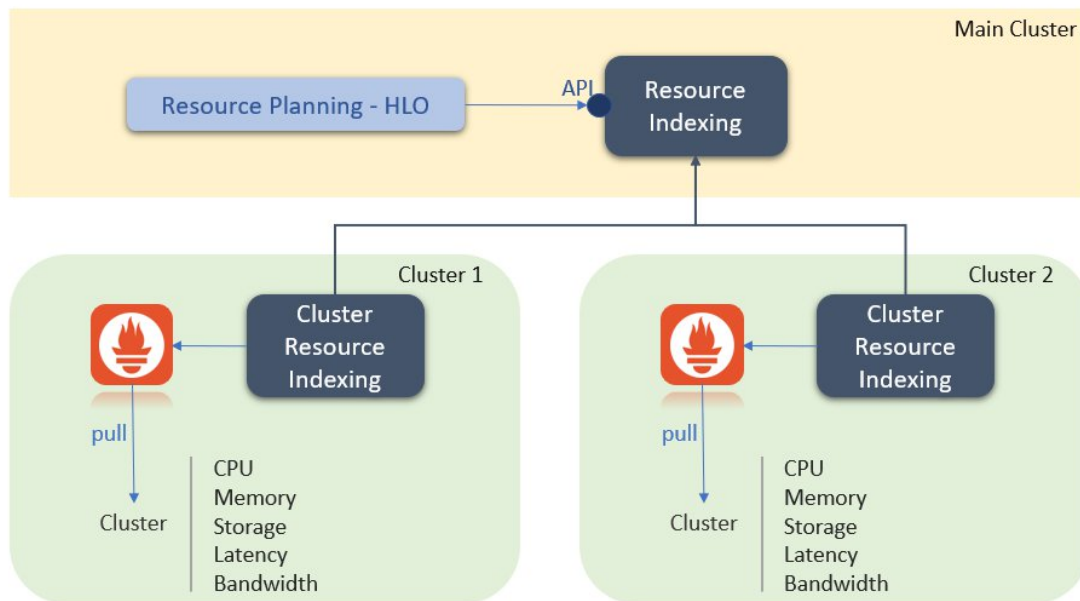 Main Cluster
Resource Planning - HLO
API
Resource
Indexing
Cluster 1
Cluster
Resource
Indexing
pull
Cluster
CPU
Memory
Storage
Latency
Bandwidth
Cluster 2
Cluster
Resource
Indexing
pull
Cluster
CPU
Memory
Storage
Latency
Bandwidth